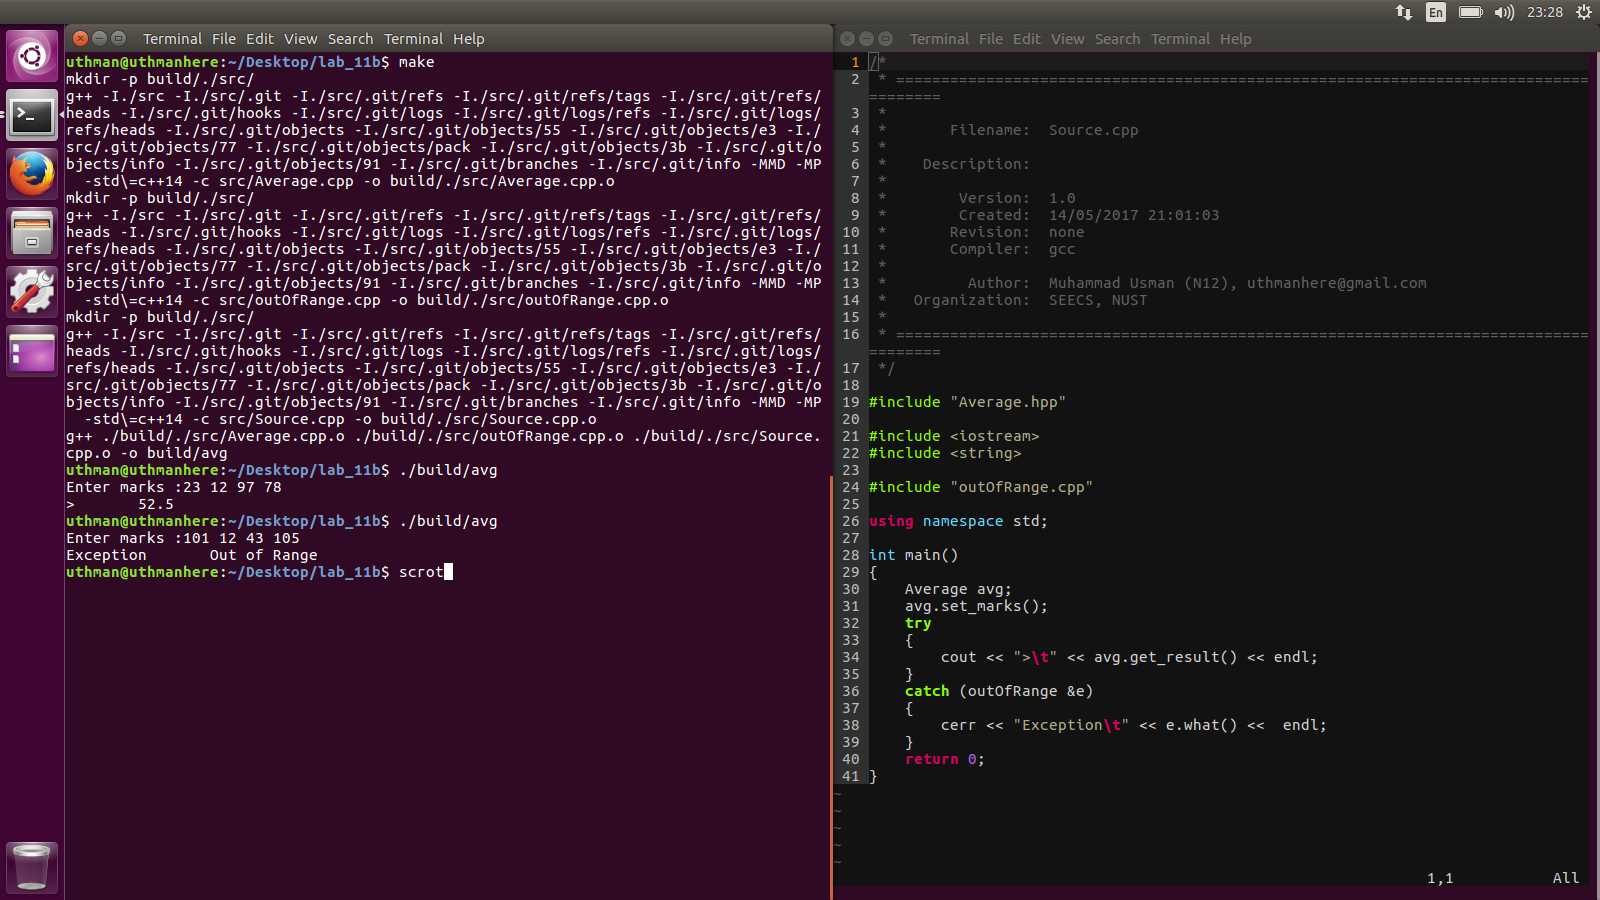 En 23:28
Terminal File Edit View Search Terminal Help
uthman@uthmanhere:~/Desktop/lab_11b$ make
mkdir -p build/./src/
g++ -I./src -I./src/.git -I./src/.git/refs -I./src/.git/refs/tags -I./src/.git/refs/
heads -I./src/.git/hooks -I./src/.git/logs -I./src/.git/logs/refs -I./src/.git/logs/
refs/heads -I./src/.git/objects -I./src/.git/objects/55 -I./src/.git/objects/e3 -I./
src/.git/objects/77 -I./src/.git/objects/pack -I./src/.git/objects/3b -I./src/.git/o
bjects/info -I./src/.git/objects/91 -I./src/.git/branches -I./src/.git/info -MMD -MP
  -std\=c++14 -c src/Average.cpp -o build/./src/Average.cpp.o
mkdir -p build/./src/
g++ -I./src -I./src/.git -I./src/.git/refs -I./src/.git/refs/tags -I./src/.git/refs/
heads -I./src/.git/hooks -I./src/.git/logs -I./src/.git/logs/refs -I./src/.git/logs/
refs/heads -I./src/.git/objects -I./src/.git/objects/55 -I./src/.git/objects/e3 -I./
src/.git/objects/77 -I./src/.git/objects/pack -I./src/.git/objects/3b -I./src/.git/o
bjects/info -I./src/.git/objects/91 -I./src/.git/branches -I./src/.git/info -MMD -MP
  -std\=c++14 -c src/outOfRange.cpp -o build/./src/outOfRange.cpp.o
mkdir -p build/./src/
g++ -I./src -I./src/.git -I./src/.git/refs -I./src/.git/refs/tags -I./src/.git/refs/
heads -I./src/.git/hooks -I./src/.git/logs -I./src/.git/logs/refs -I./src/.git/logs/
refs/heads -I./src/.git/objects -I./src/.git/objects/55 -I./src/.git/objects/e3 -I./
src/.git/objects/77 -I./src/.git/objects/pack -I./src/.git/objects/3b -I./src/.git/o
bjects/info -I./src/.git/objects/91 -I./src/.git/branches -I./src/.git/info -MMD -MP
  -std\=c++14 -c src/Source.cpp -o build/./src/Source.cpp.o
g++ ./build/./src/Average.cpp.o ./build/./src/outOfRange.cpp.o ./build/./src/Source.
cpp.o -o build/avg
uthman@uthmanhere:~/Desktop/lab_11b$ ./build/avg
Enter marks :23 12 97 78
>       52.5
uthman@uthmanhere:~/Desktop/lab_11b$ ./build/avg
Enter marks :101 12 43 105
Exception       Out of Range
uthman@uthmanhere:~/Desktop/lab_11b$ scrot
Terminal File Edit View Search Terminal Help
1 /*
2  * =============================================================================
========
3  *
4  *       Filename:  Source.cpp
5  *
6  *    Description:
7  *
8  *        Version:  1.0
9  *        Created:  14/05/2017 21:01:03
10  *       Revision:  none
11  *       Compiler:  gcc
12  *
13  *         Author:  Muhammad Usman (N12), uthmanhere@gmail.com
14  *   Organization:  SEECS, NUST
15  *
16  * =============================================================================
========
17  */
18
19 #include "Average.hpp"
20
21 #include <iostream>
22 #include <string>
23
24 #include "outOfRange.cpp"
25
26 using namespace std;
27
28 int main()
29 {
30     Average avg;
31     avg.set_marks();
32     try
33     {
34         cout << ">\t" << avg.get_result() << endl;
35     }
36     catch (outOfRange &e)
37     {
38         cerr << "Exception\t" << e.what() <<  endl;
39     }
40     return 0;
41 }
~
~
~
~
~
1,1 All